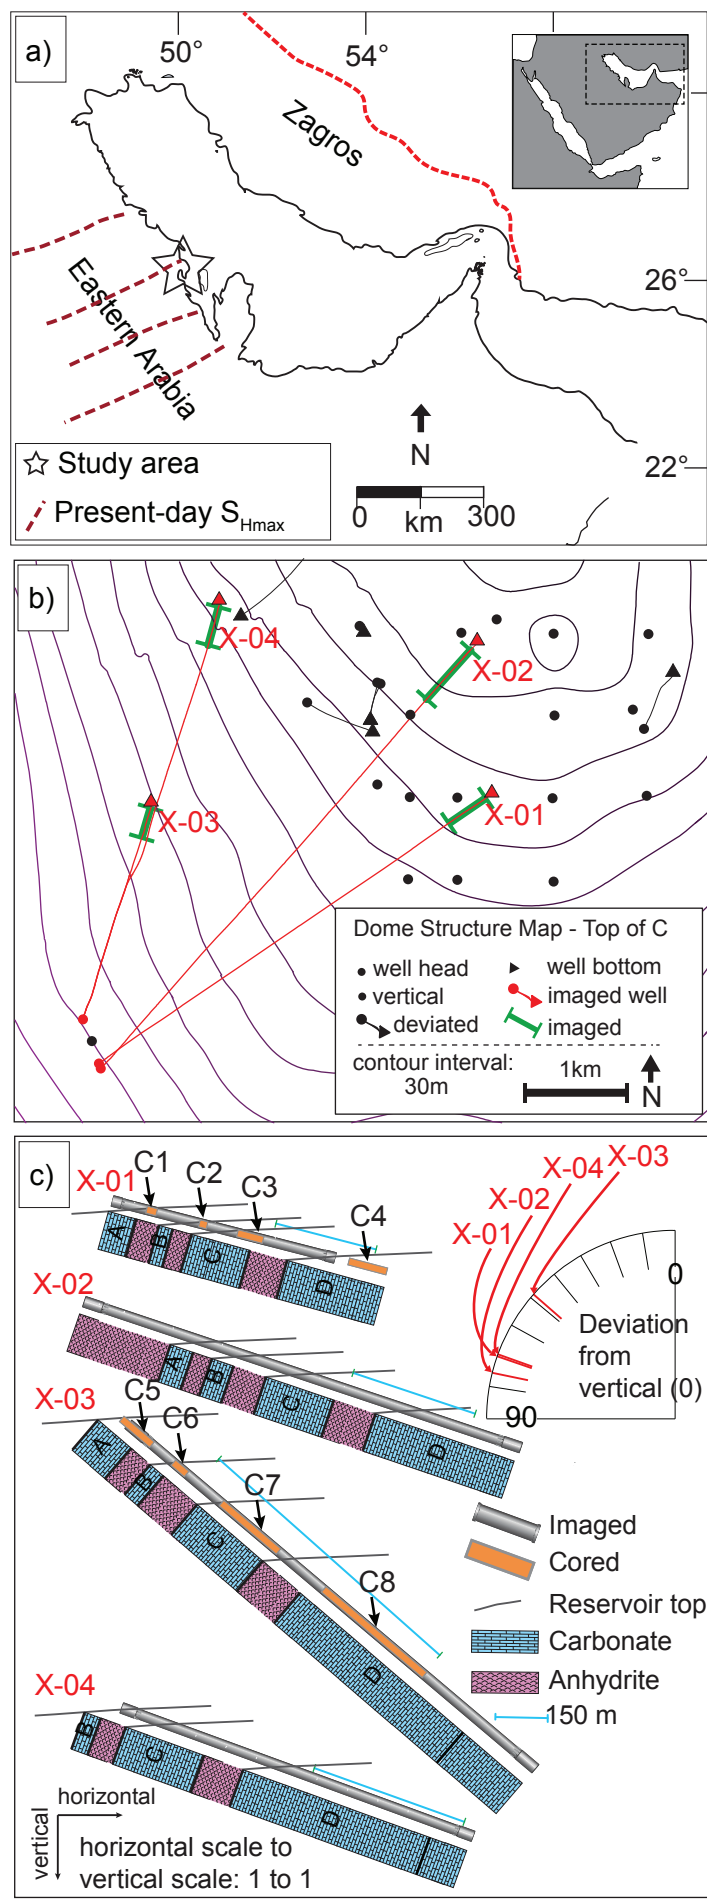 a)
50°
54°
Zagros
26°
Eastern Arabia
22°
N
Study area
Present-day SHmax
0
km
300
b)
X-04
X-02
X-03
X-01
Dome Structure Map - Top of C
well head
well bottom
vertical
imaged well
deviated
imaged
contour interval:
30m
1km
N
c)
X-01
C1
C2
C3
C4
A
B
C
D
X-02
A
B
C
D
X-03
C5
C6
C7
C8
A
B
C
D
X-04
B
C
D
X-03
X-04
X-02
X-01
0
Deviation
from
vertical (0)
90
Imaged
Cored
Reservoir top
Carbonate
Anhydrite
150 m
horizontal
vertical
horizontal scale to
vertical scale: 1 to 1